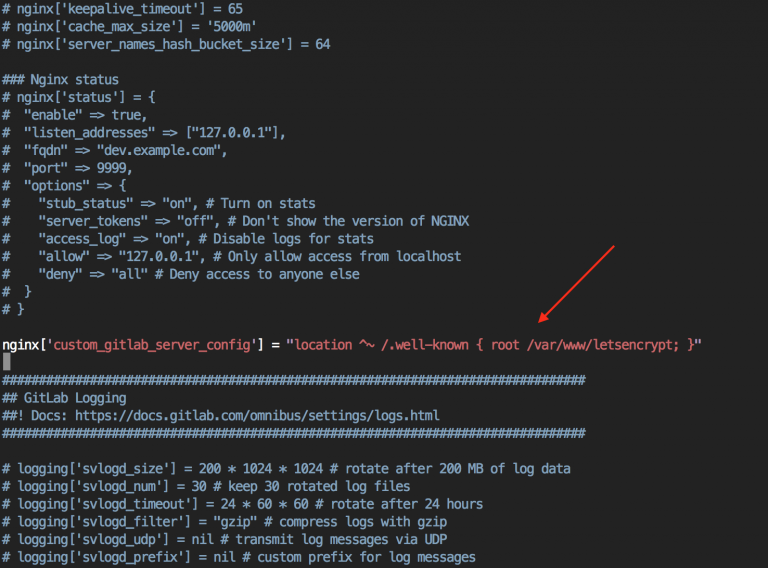 # nginx['keepalive_timeout'] = 65
# nginx['cache_max_size'] = '5000m'
# nginx['server_names_hash_bucket_size'] = 64
### Nginx status
# nginx['status'] = {
#  "enable" => true,
#  "listen_addresses" => ["127.0.0.1"],
#  "fqdn" => "dev.example.com",
#  "port" => 9999,
#  "options" => {
#    "stub_status" => "on", # Turn on stats
#    "server_tokens" => "off", # Don't show the version of NGINX
#    "access_log" => "on", # Disable logs for stats
#    "allow" => "127.0.0.1", # Only allow access from localhost
#    "deny" => "all" # Deny access to anyone else
#  }
# }
nginx['custom_gitlab_server_config'] = "location ^~ /.well-known { root /var/www/letsencrypt; }"
################################################################################
## GitLab Logging
##! Docs: https://docs.gitlab.com/omnibus/settings/logs.html
################################################################################
# logging['svlogd_size'] = 200 * 1024 * 1024 # rotate after 200 MB of log data
# logging['svlogd_num'] = 30 # keep 30 rotated log files
# logging['svlogd_timeout'] = 24 * 60 * 60 # rotate after 24 hours
# logging['svlogd_filter'] = "gzip" # compress logs with gzip
# logging['svlogd_udp'] = nil # transmit log messages via UDP
# logging['svlogd_prefix'] = nil # custom prefix for log messages